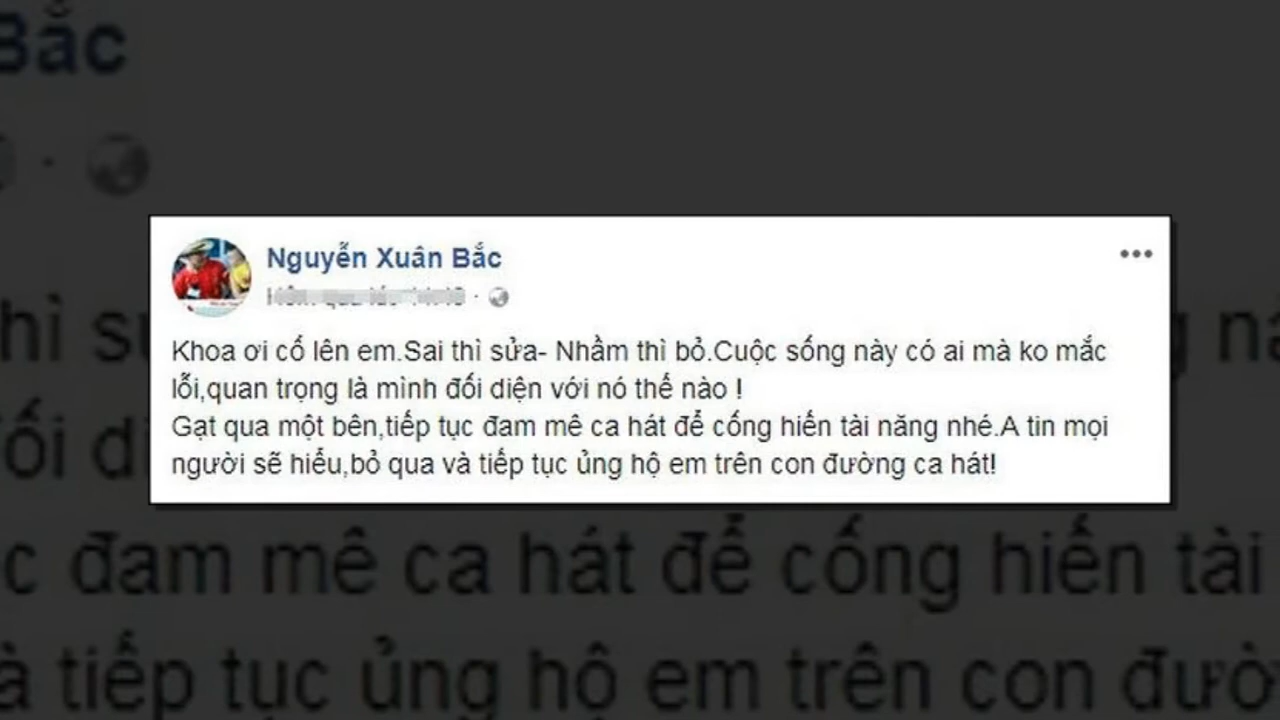 Bắc
Nguyễn Xuân Bắc
Khoa ơi cố lên em.Sai thì sửa- Nhầm thì bỏ.Cuộc sống này có ai mà ko mắc
lỗi,quan trọng là mình đối diện với nó thế nào !
Gạt qua một bên,tiếp tục đam mê ca hát để cống hiến tài năng nhé.A tin mọi
người sẽ hiểu,bỏ qua và tiếp tục ủng hộ em trên con đường ca hát!
đam mê ca hát để cống hiến tài
tiếp tục ủng hộ em trên con